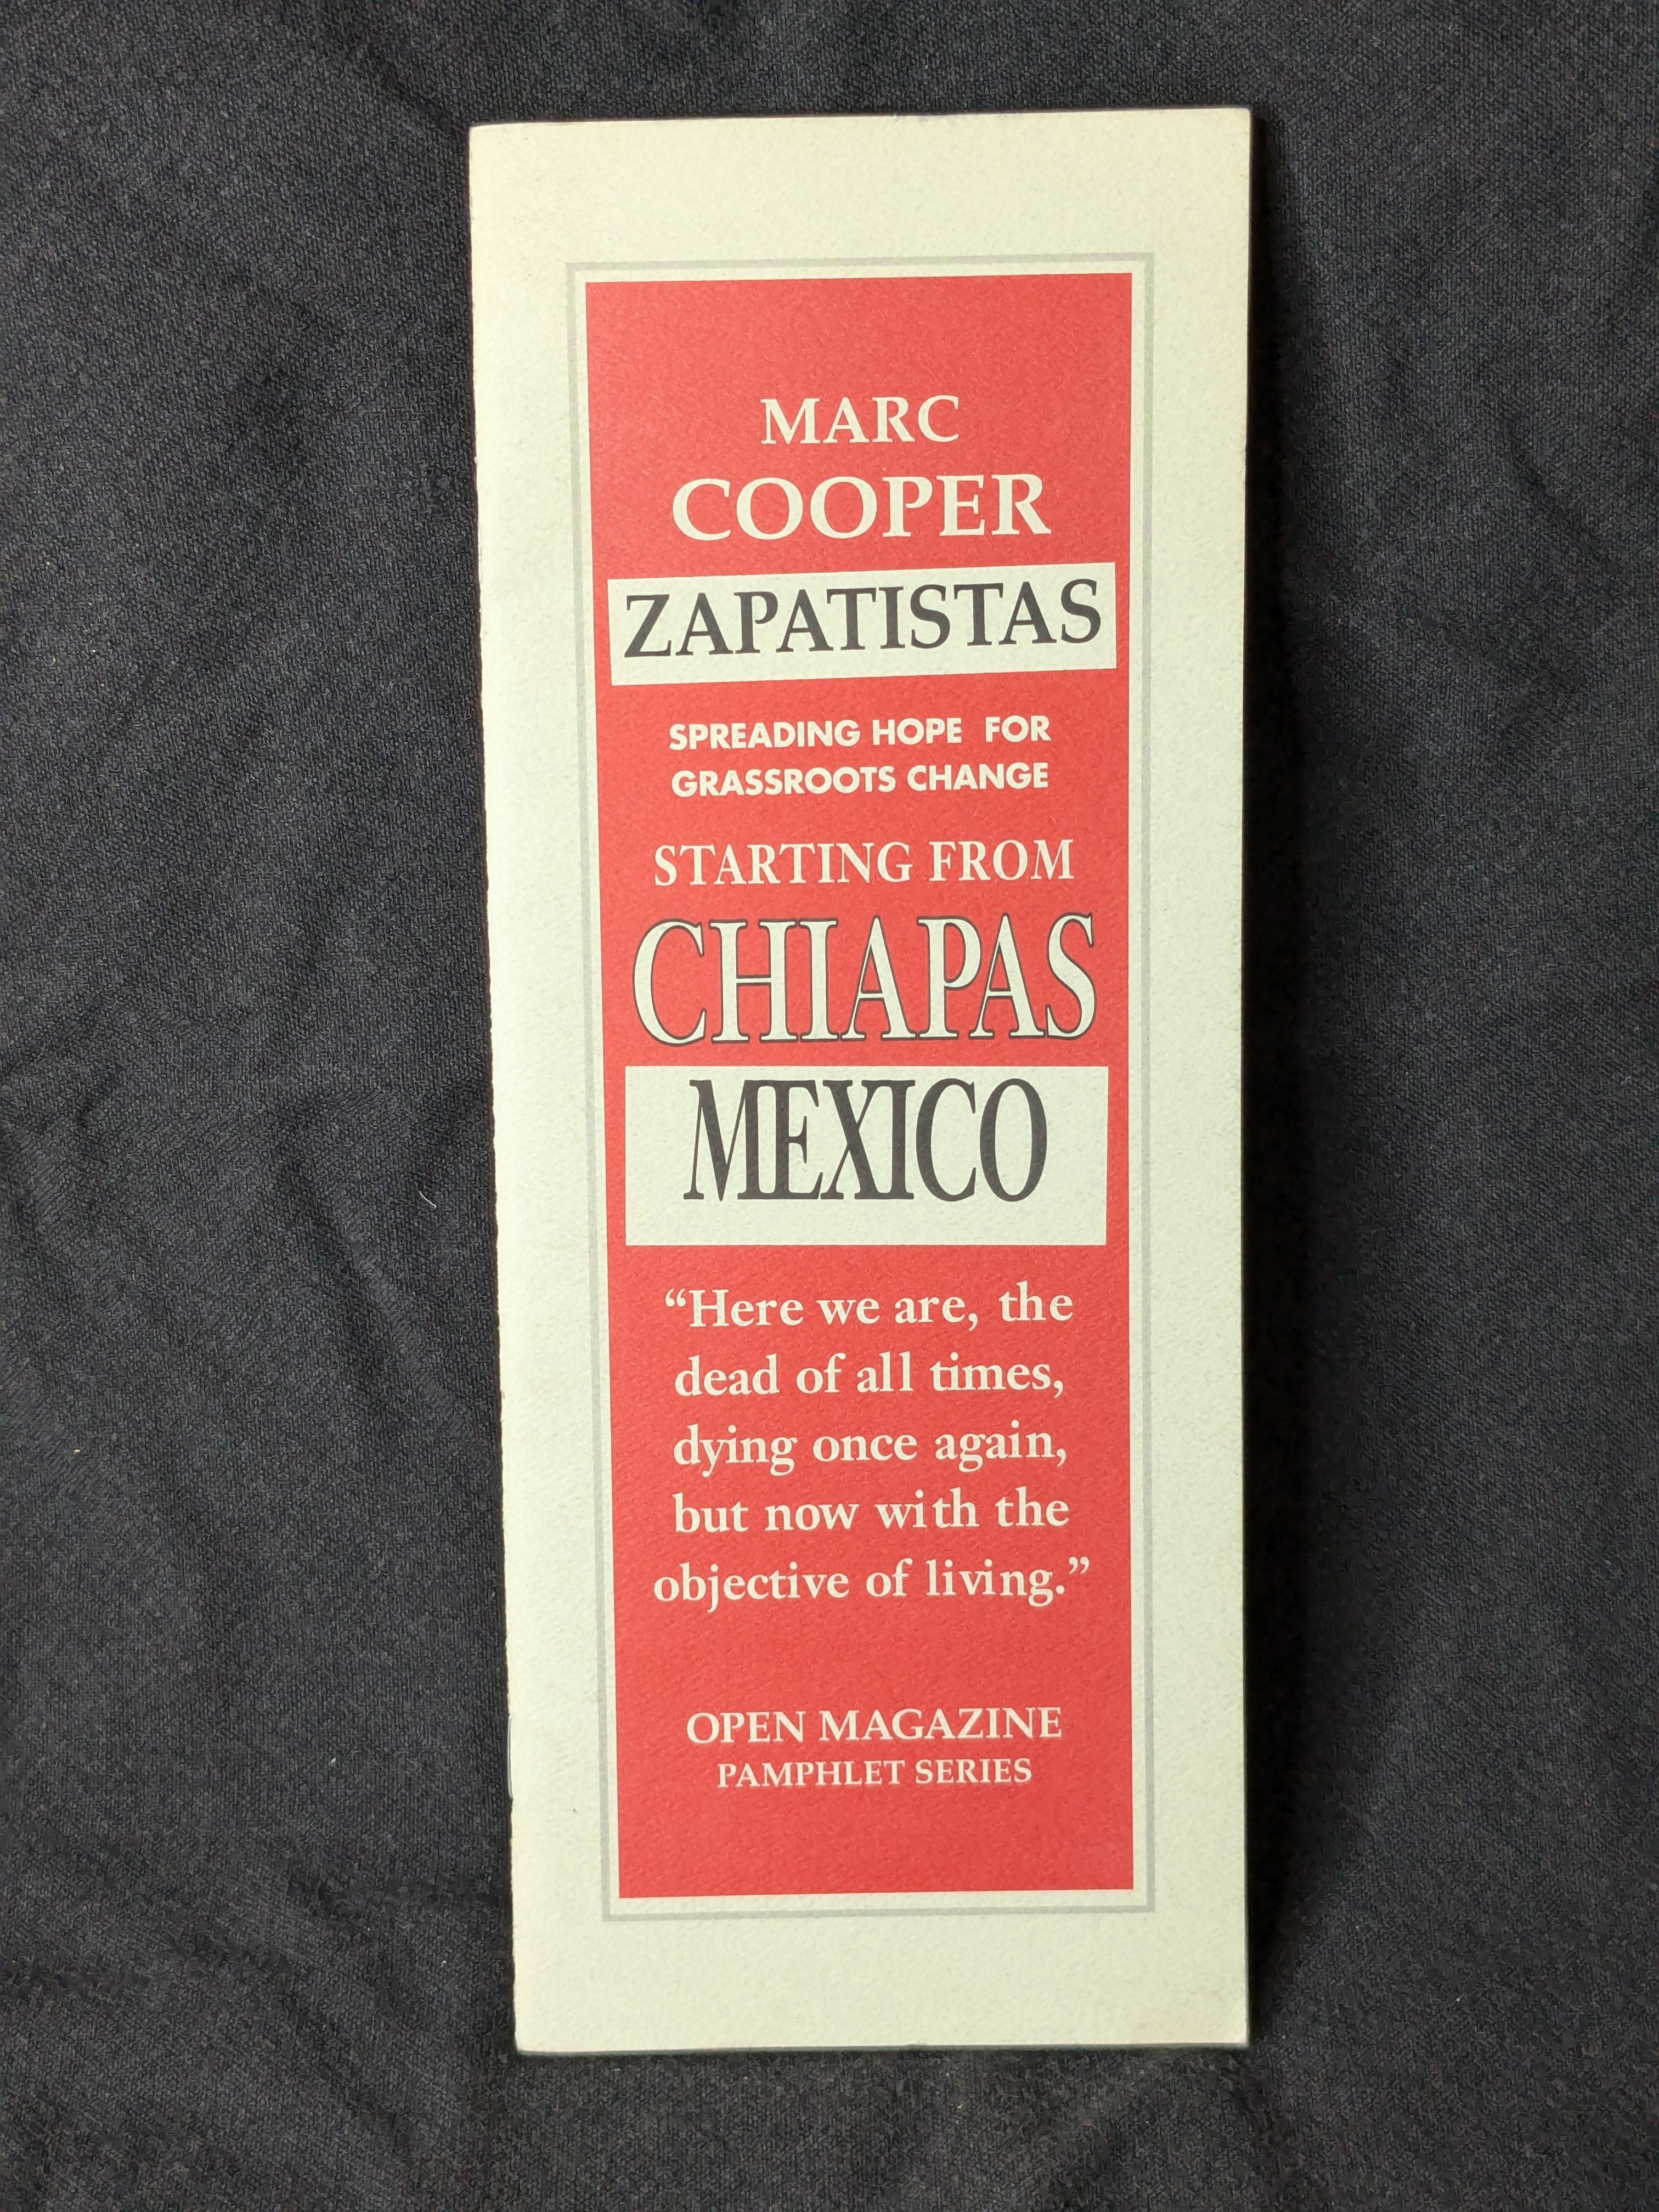 MARC
COOPER
ZAPATISTAS
SPREADING HOPE FOR
GRASSROOTS CHANGE
STARTING FROM
CHIAPAS
MEXICO
“Here we are, the
dead of all times,
dying once again,
but now with the
objective of living.”
OPEN MAGAZINE
PAMPHLET SERIES